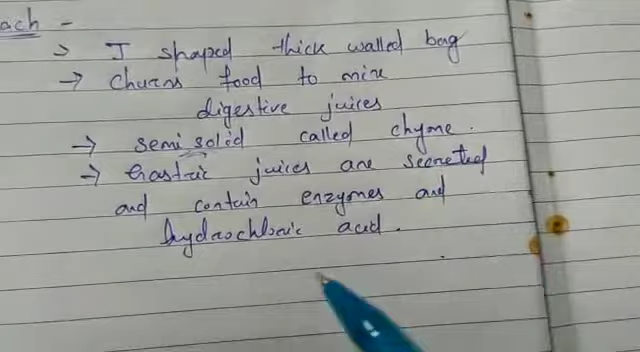 ach -
> J shaped thick walled bag
→ Churns food to mix
digestive juices
→ semi solid called chyme.
→ Gastric juices are secreted
and contain enzymes and
hydrochloric acid.